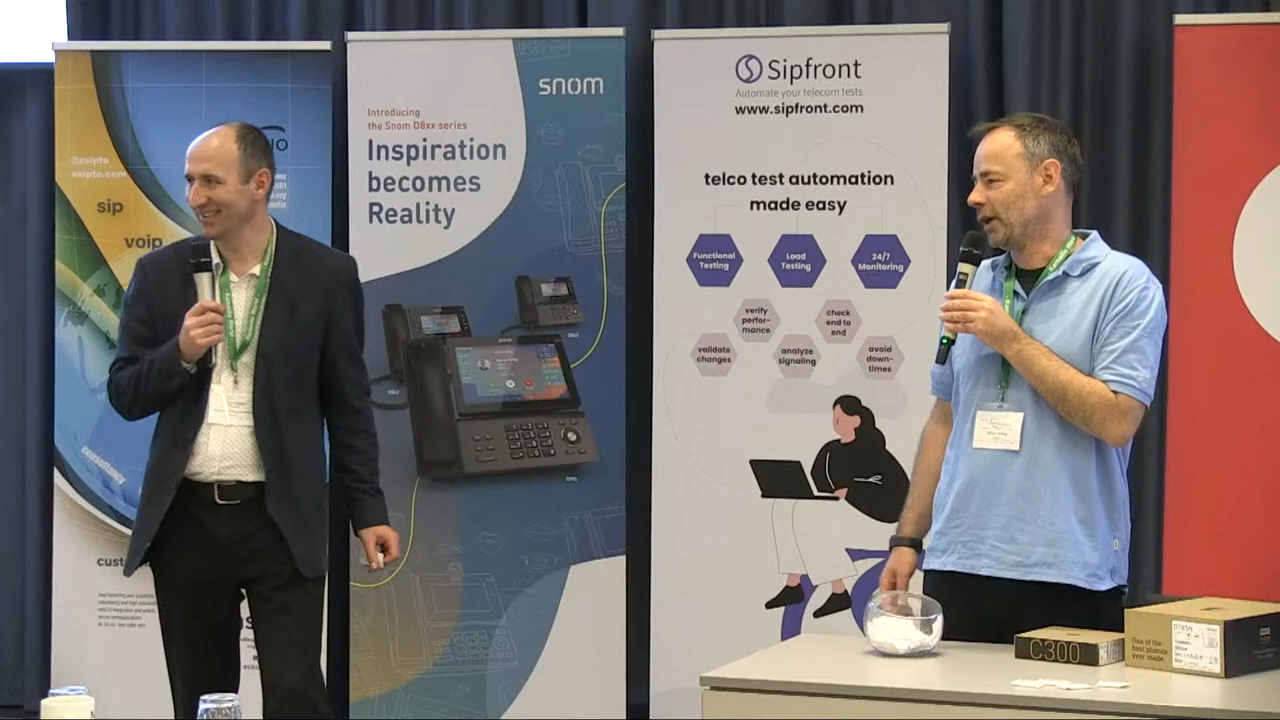 @asipto
asipto.com
sip
voip
consultancy
snom
Introducing
the Snom D8xx series
Inspiration
becomes
Reality
Sipfront
Automate your telecom tests
www.sipfront.com
telco test automation
made easy
Functional
Testing
Load
Testing
24/7
Monitoring
verify
perfor-
mance
check
end to
end
validate
changes
analyze
signaling
avoid
down-
times
C300
D785N
One of the
best phones
ever made.